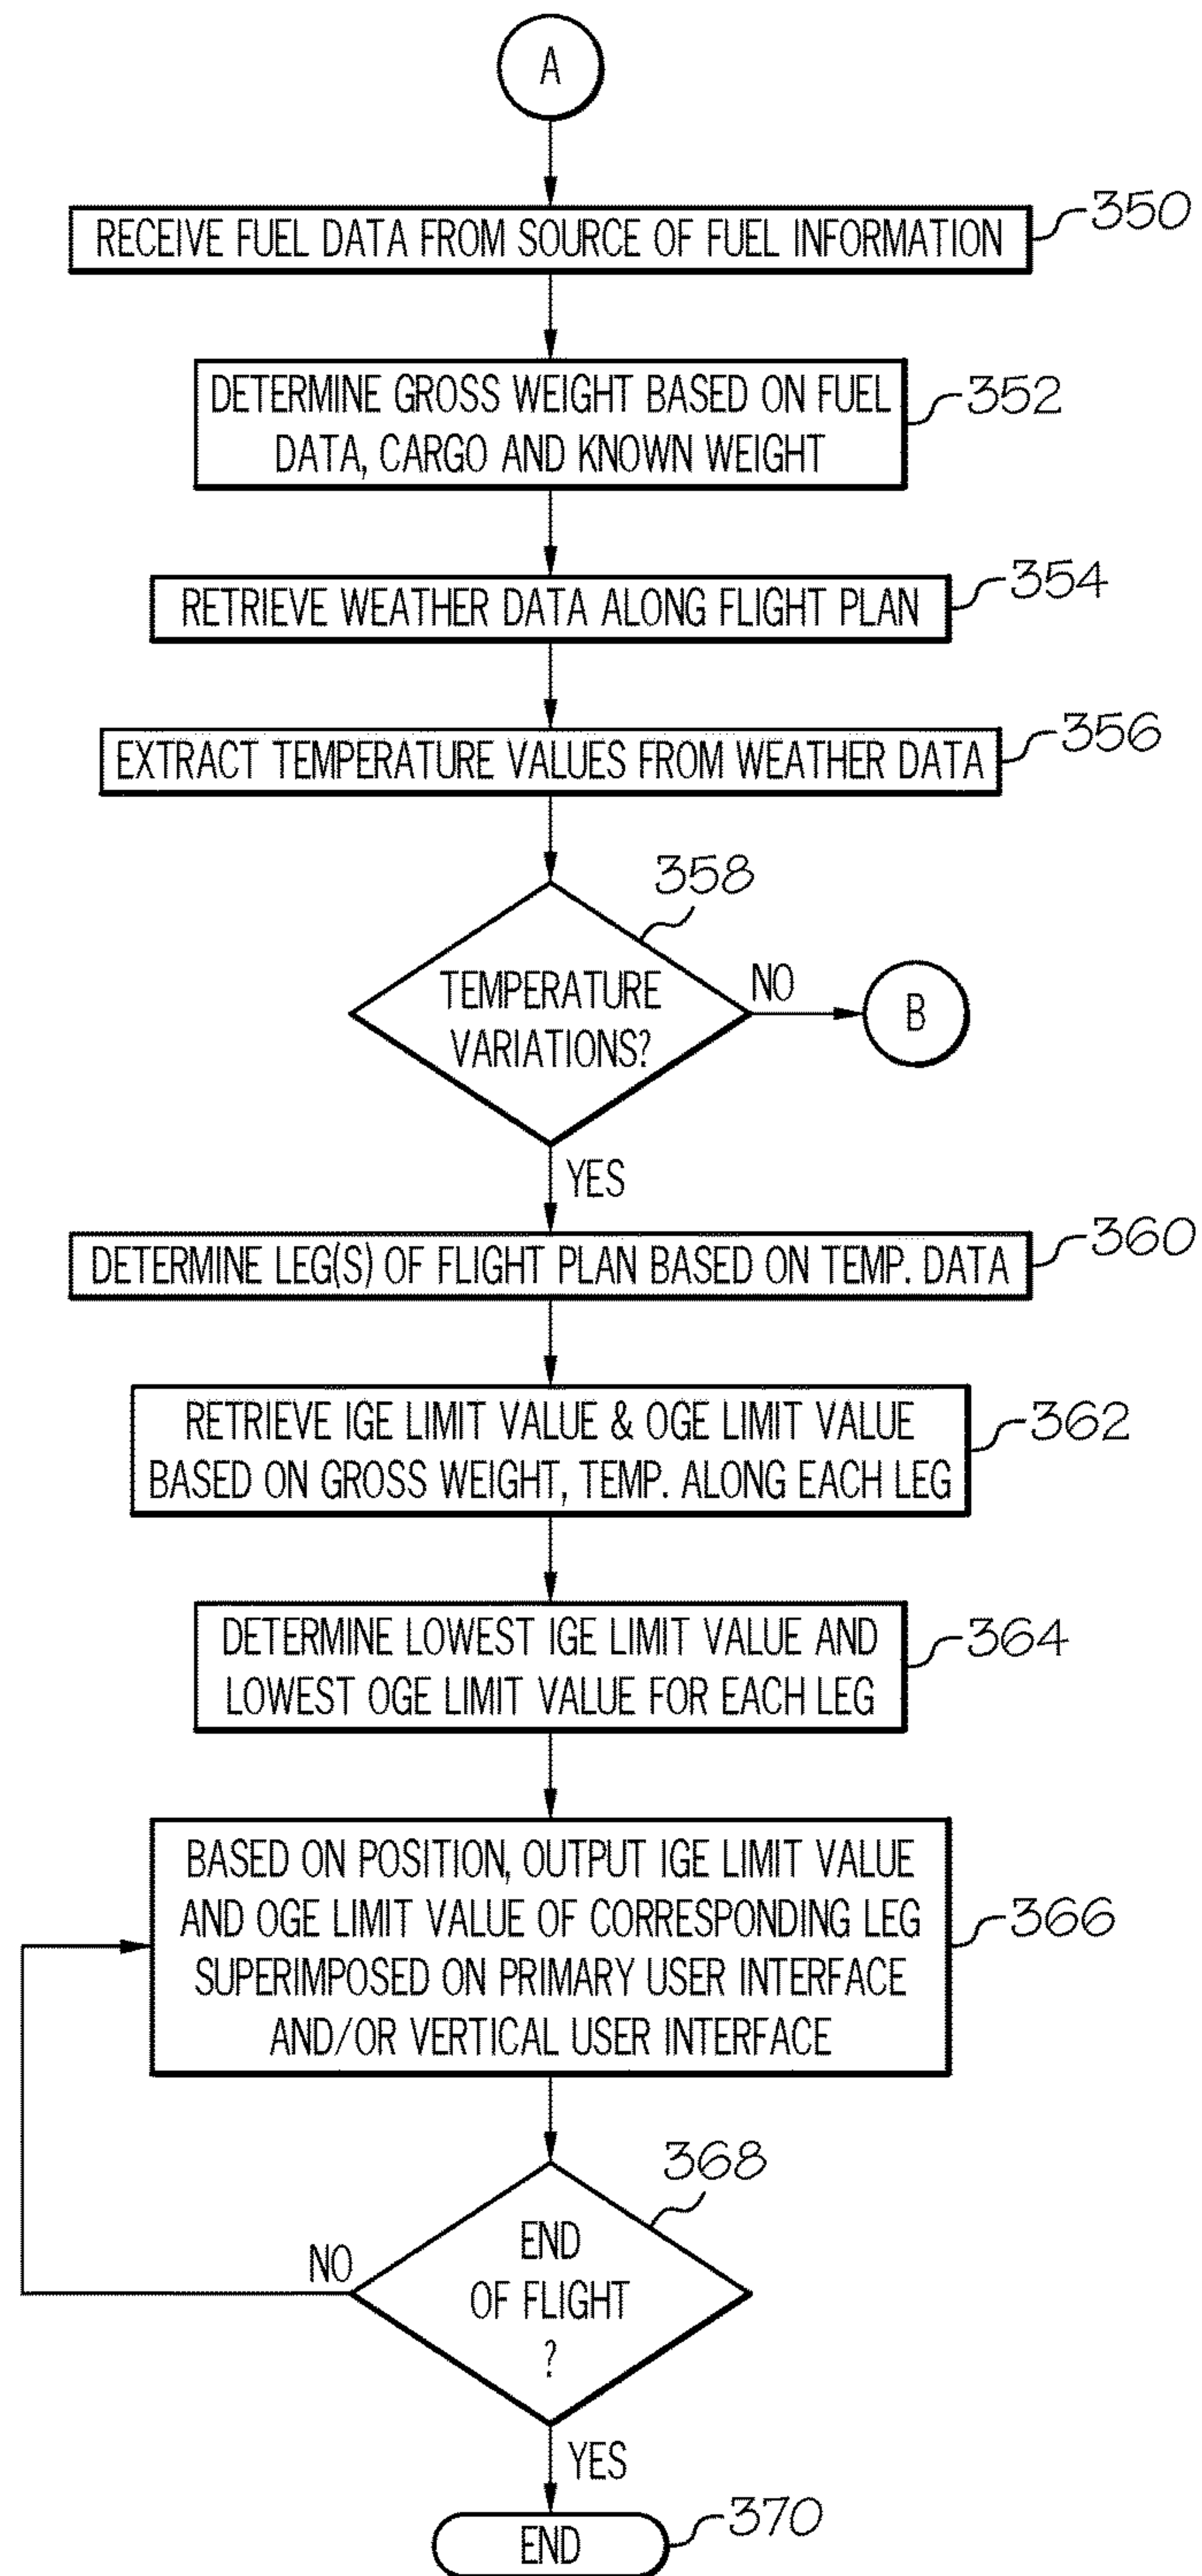 A
RECEIVE FUEL DATA FROM SOURCE OF FUEL INFORMATION
350
DETERMINE GROSS WEIGHT BASED ON FUEL
DATA, CARGO AND KNOWN WEIGHT
352
RETRIEVE WEATHER DATA ALONG FLIGHT PLAN
354
EXTRACT TEMPERATURE VALUES FROM WEATHER DATA
356
358
TEMPERATURE
VARIATIONS?
NO
B
YES
DETERMINE LEG(S) OF FLIGHT PLAN BASED ON TEMP. DATA
360
RETRIEVE IGE LIMIT VALUE & OGE LIMIT VALUE
BASED ON GROSS WEIGHT, TEMP. ALONG EACH LEG
362
DETERMINE LOWEST IGE LIMIT VALUE AND
LOWEST OGE LIMIT VALUE FOR EACH LEG
364
BASED ON POSITION, OUTPUT IGE LIMIT VALUE
AND OGE LIMIT VALUE OF CORRESPONDING LEG
SUPERIMPOSED ON PRIMARY USER INTERFACE
AND/OR VERTICAL USER INTERFACE
366
368
END
OF FLIGHT
?
NO
YES
END
370